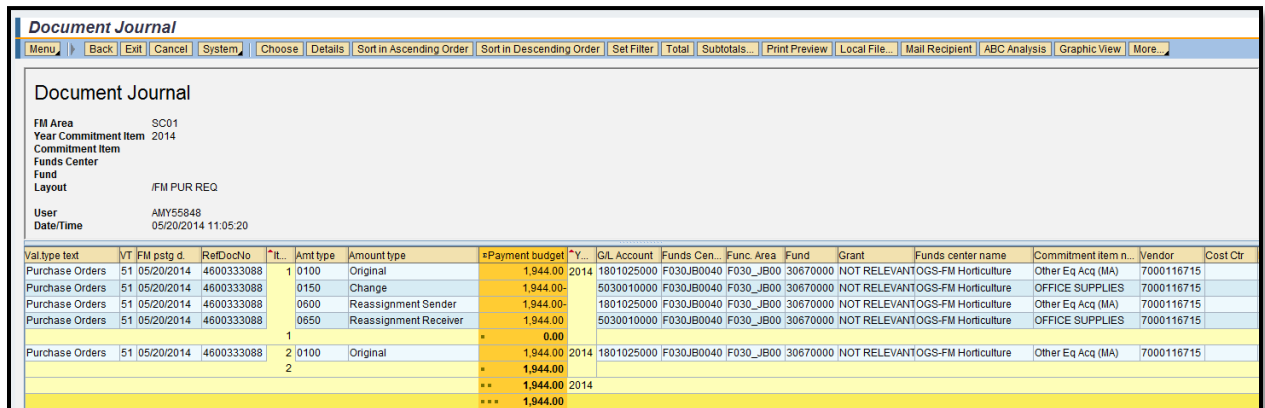 Document Journal
Menu Back Exit Cancel System Choose Details Sort in Ascending Order Sort in Descending Order Set Filter Total Subtotals... Print Preview Local File... Mail Recipient ABC Analysis Graphic View More...
Document Journal
FM Area SC01
Year Commitment Item 2014
Commitment Item
Funds Center
Fund
Layout /FM PUR REQ
User AMY55848
Date/Time 05/20/2014 11:05:20
Val.type text VT FM pstg d. RefDocNo It... Amt type Amount type Payment budget Y... G/L Account Funds Cen... Func. Area Fund Grant Funds center name Commitment item n... Vendor Cost Ctr
Purchase Orders 51 05/20/2014 4600333088 1 0100 Original 1,944.00 2014 1801025000 F030JB0040 F030_JB00 30670000 NOT RELEVANT OGS-FM Horticulture Other Eq Acq (MA) 7000116715
Purchase Orders 51 05/20/2014 4600333088 0150 Change 1,944.00- 5030010000 F030JB0040 F030_JB00 30670000 NOT RELEVANT OGS-FM Horticulture OFFICE SUPPLIES 7000116715
Purchase Orders 51 05/20/2014 4600333088 0600 Reassignment Sender 1,944.00- 1801025000 F030JB0040 F030_JB00 30670000 NOT RELEVANT OGS-FM Horticulture Other Eq Acq (MA) 7000116715
Purchase Orders 51 05/20/2014 4600333088 0650 Reassignment Receiver 1,944.00 5030010000 F030JB0040 F030_JB00 30670000 NOT RELEVANT OGS-FM Horticulture OFFICE SUPPLIES 7000116715
1 0.00
Purchase Orders 51 05/20/2014 4600333088 2 0100 Original 1,944.00 2014 1801025000 F030JB0040 F030_JB00 30670000 NOT RELEVANT OGS-FM Horticulture Other Eq Acq (MA) 7000116715
2 1,944.00
1,944.00 2014
1,944.00